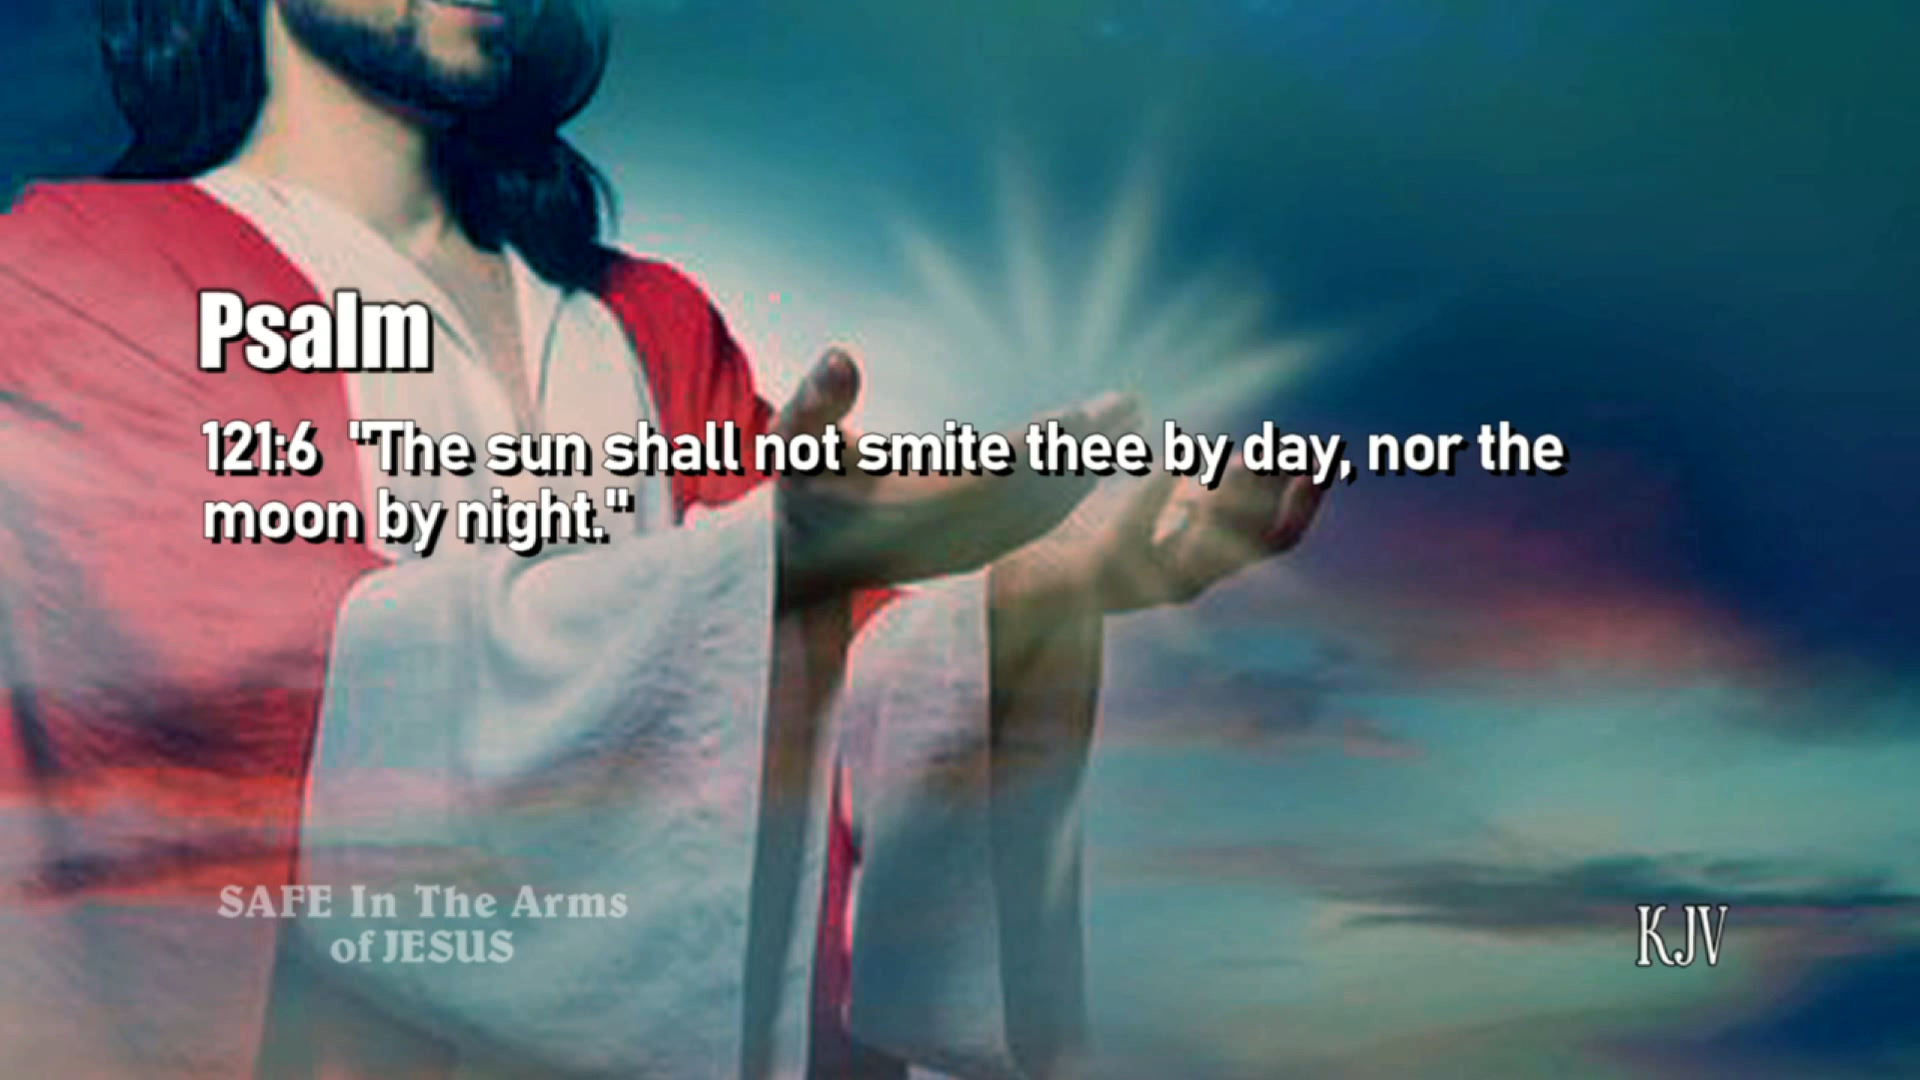 Psalm
121:6 "The sun shall not smite thee by day, nor the
moon by night."
SAFE In The Arms
of JESUS
KJV